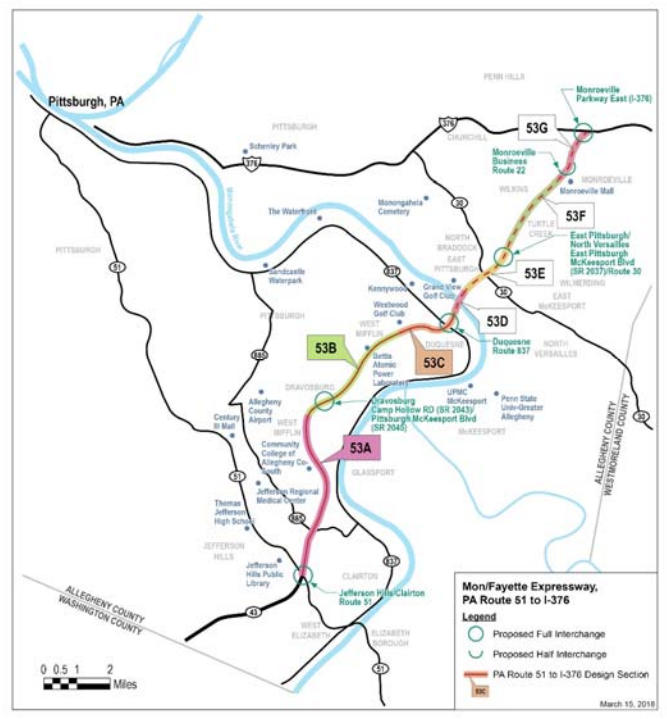 PENN HILLS
Monroeville
Parkway East (I-376)
Pittsburgh, PA
PITTSBURGH
376
CHURCHILL
53G
Schenley Park
376
Monroeville
Business
Route 22
MONROEVILLE
Monroeville Mall
WILKINS
Monongahela
Cemetery
30
53F
The Waterfront
Monongahela River
TURTLE
CREEK
NORTH
BRADDOCK
East Pittsburgh/
North Versailles
East Pittsburgh
McKeesport Blvd
(SR 2037)/Route 30
PITTSBURGH
51
Sandcastle
Waterpark
837
EAST
PITTSBURGH
53E
WILMERDING
Kennywood
Grand View
Golf Club
30
EAST
McKEESPORT
PITTSBURGH
Westwood
Golf Club
53D
WEST
MIFFLIN
DUQUESNE
Duquesne
Route 837
NORTH
VERSAILLES
53B
53C
885
Bettis
Atomic
Power
Laboratory
DRAVOSBURG
Allegheny
County
Airport
UPMC
McKeesport
Penn State
Univ-Greater
Allegheny
30
Dravosburg
Camp Hollow RD (SR 2043)/
Pittsburgh McKeesport Blvd
(SR 2045)
Century
III Mall
WEST
MIFFLIN
McKEESPORT
53A
Community
College of
Allegheny Co-
South
GLASSPORT
51
Jefferson Regional
Medical Center
Thomas
Jefferson
High School
885
JEFFERSON
HILLS
837
Jefferson
Hills Public
Library
CLAIRTON
Jefferson Hills/Clairton
Route 51
43
WEST
ELIZABETH
ELIZABETH
BOROUGH
51
ALLEGHENY COUNTY
WASHINGTON COUNTY
ALLEGHENY COUNTY
WESTMORELAND COUNTY
0 0.5 1 2
Miles
Mon/Fayette Expressway,
PA Route 51 to I-376
Legend
Proposed Full Interchange
Proposed Half Interchange
PA Route 51 to I-376 Design Section
53C
March 15, 2018